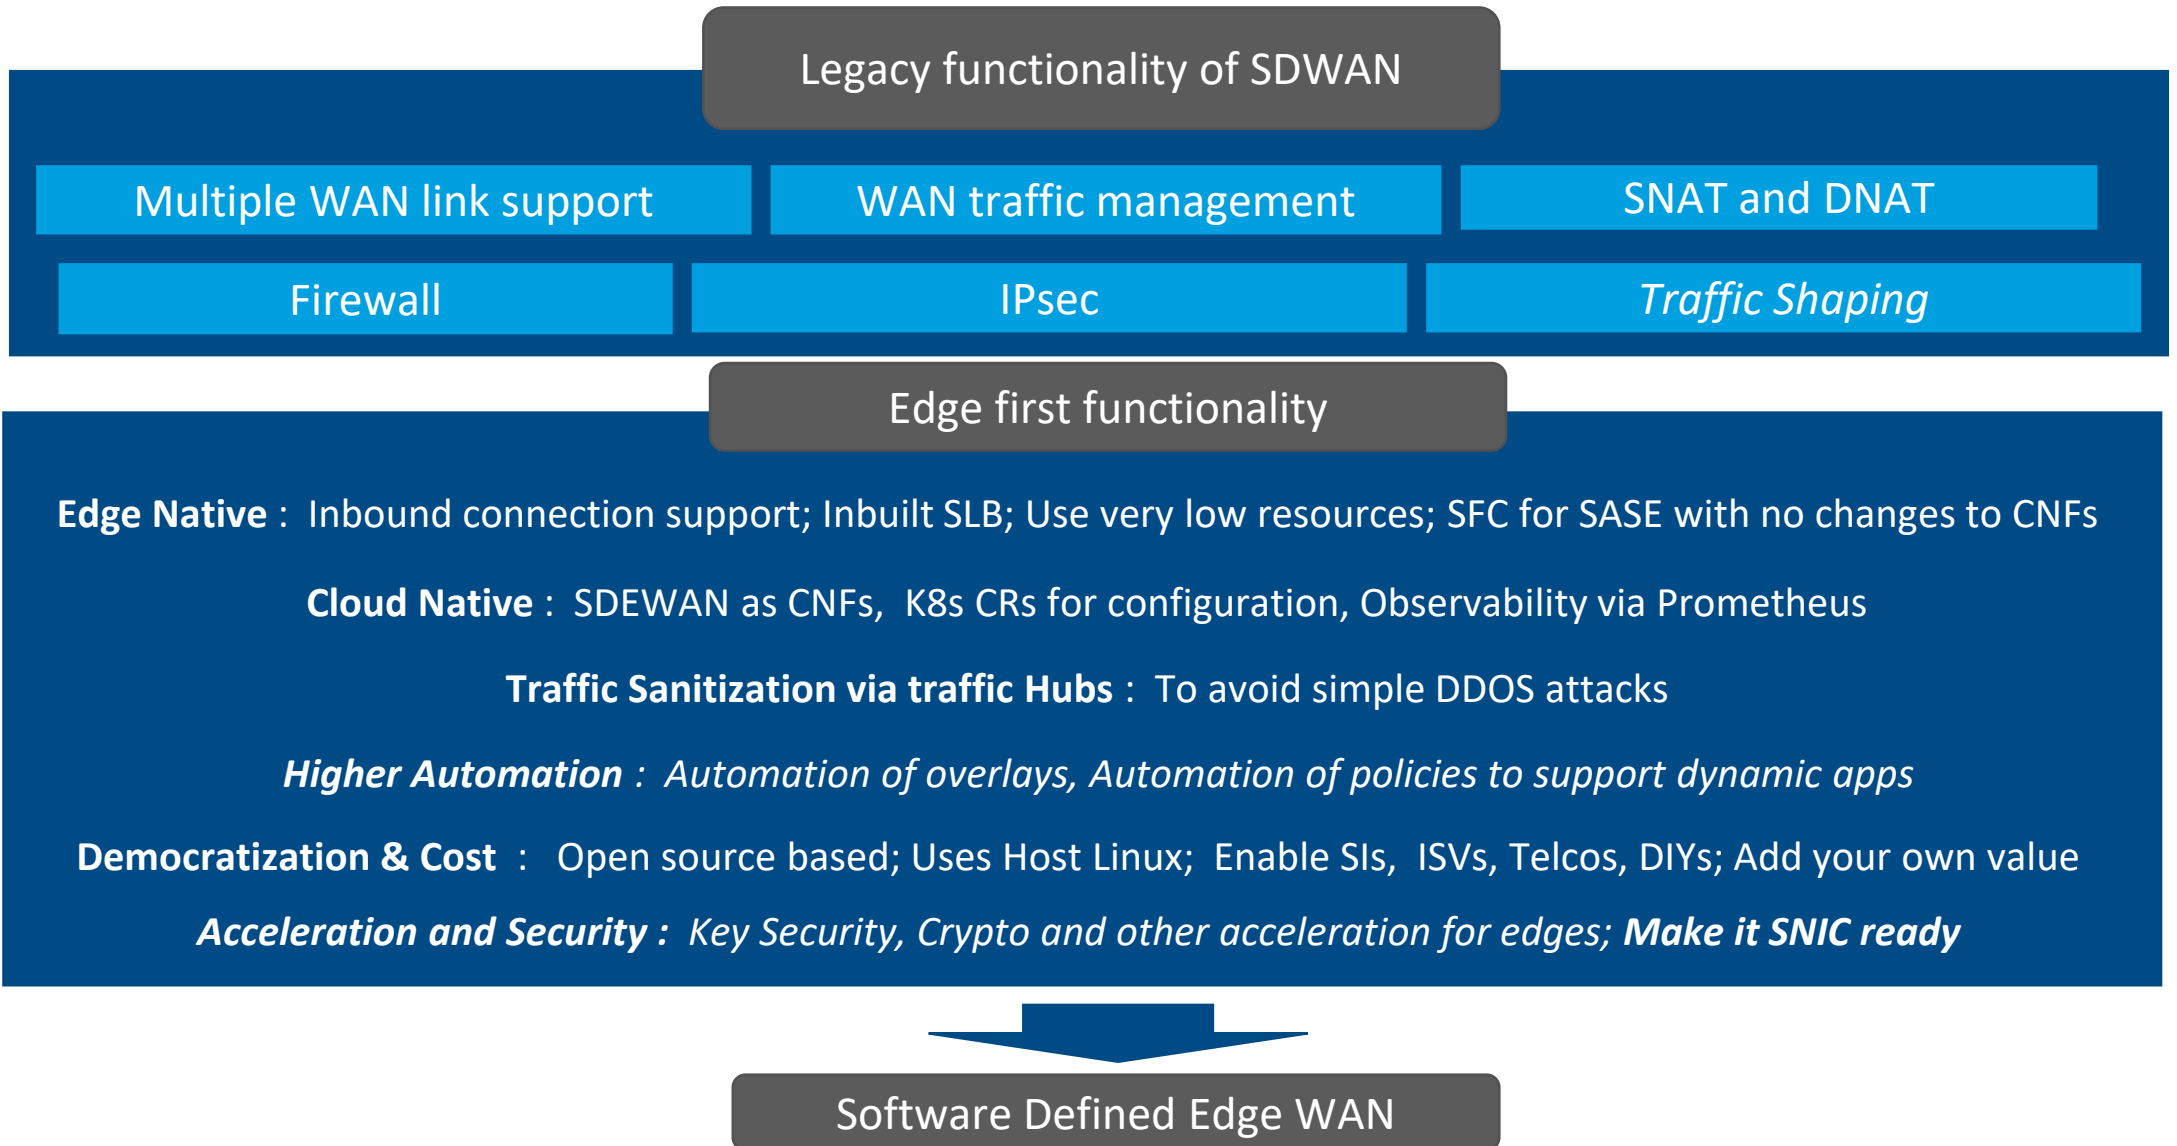 Legacy functionality of SDWAN
Multiple WAN link support
WAN traffic management
SNAT and DNAT
Firewall
IPsec
Traffic Shaping
Edge first functionality
Edge Native : Inbound connection support; Inbuilt SLB; Use very low resources; SFC for SASE with no changes to CNFs
Cloud Native : SDEWAN as CNFs, K8s CRs for configuration, Observability via Prometheus
Traffic Sanitization via traffic Hubs : To avoid simple DDOS attacks
Higher Automation : Automation of overlays, Automation of policies to support dynamic apps
Democratization & Cost : Open source based; Uses Host Linux; Enable SIs, ISVs, Telcos, DIYs; Add your own value
Acceleration and Security : Key Security, Crypto and other acceleration for edges; Make it SNIC ready
Software Defined Edge WAN